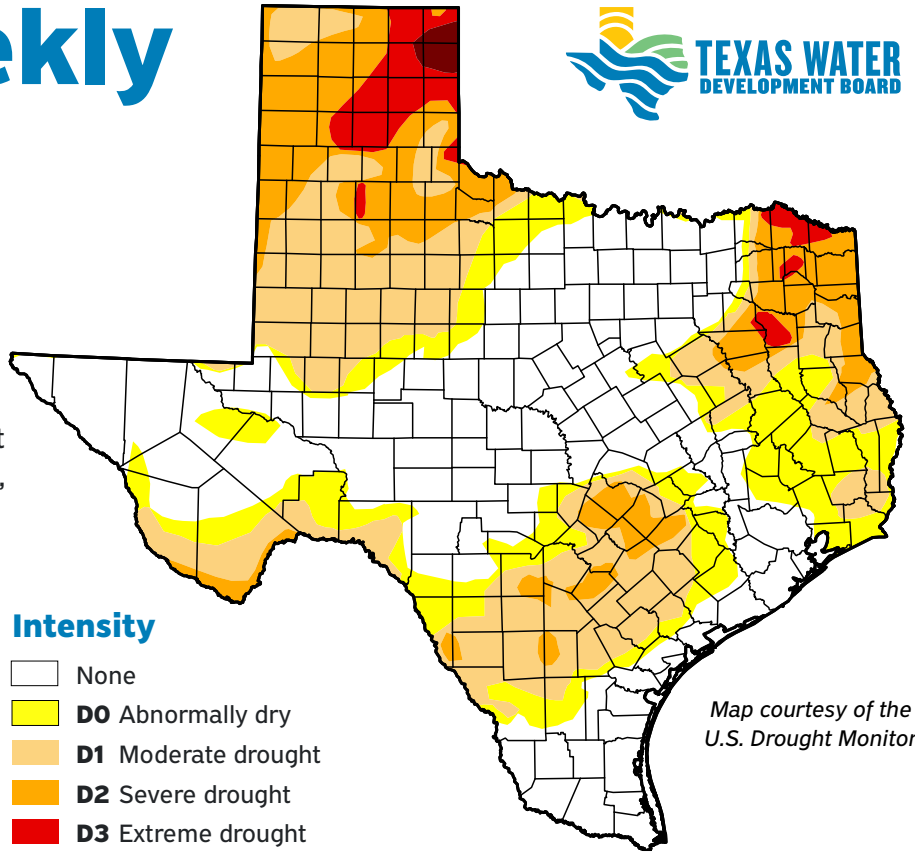 ekly
TEXAS WATER
DEVELOPMENT BOARD
t
,
Intensity
None
D0 Abnormally dry
D1 Moderate drought
D2 Severe drought
D3 Extreme drought
Map courtesy of the
U.S. Drought Monitor